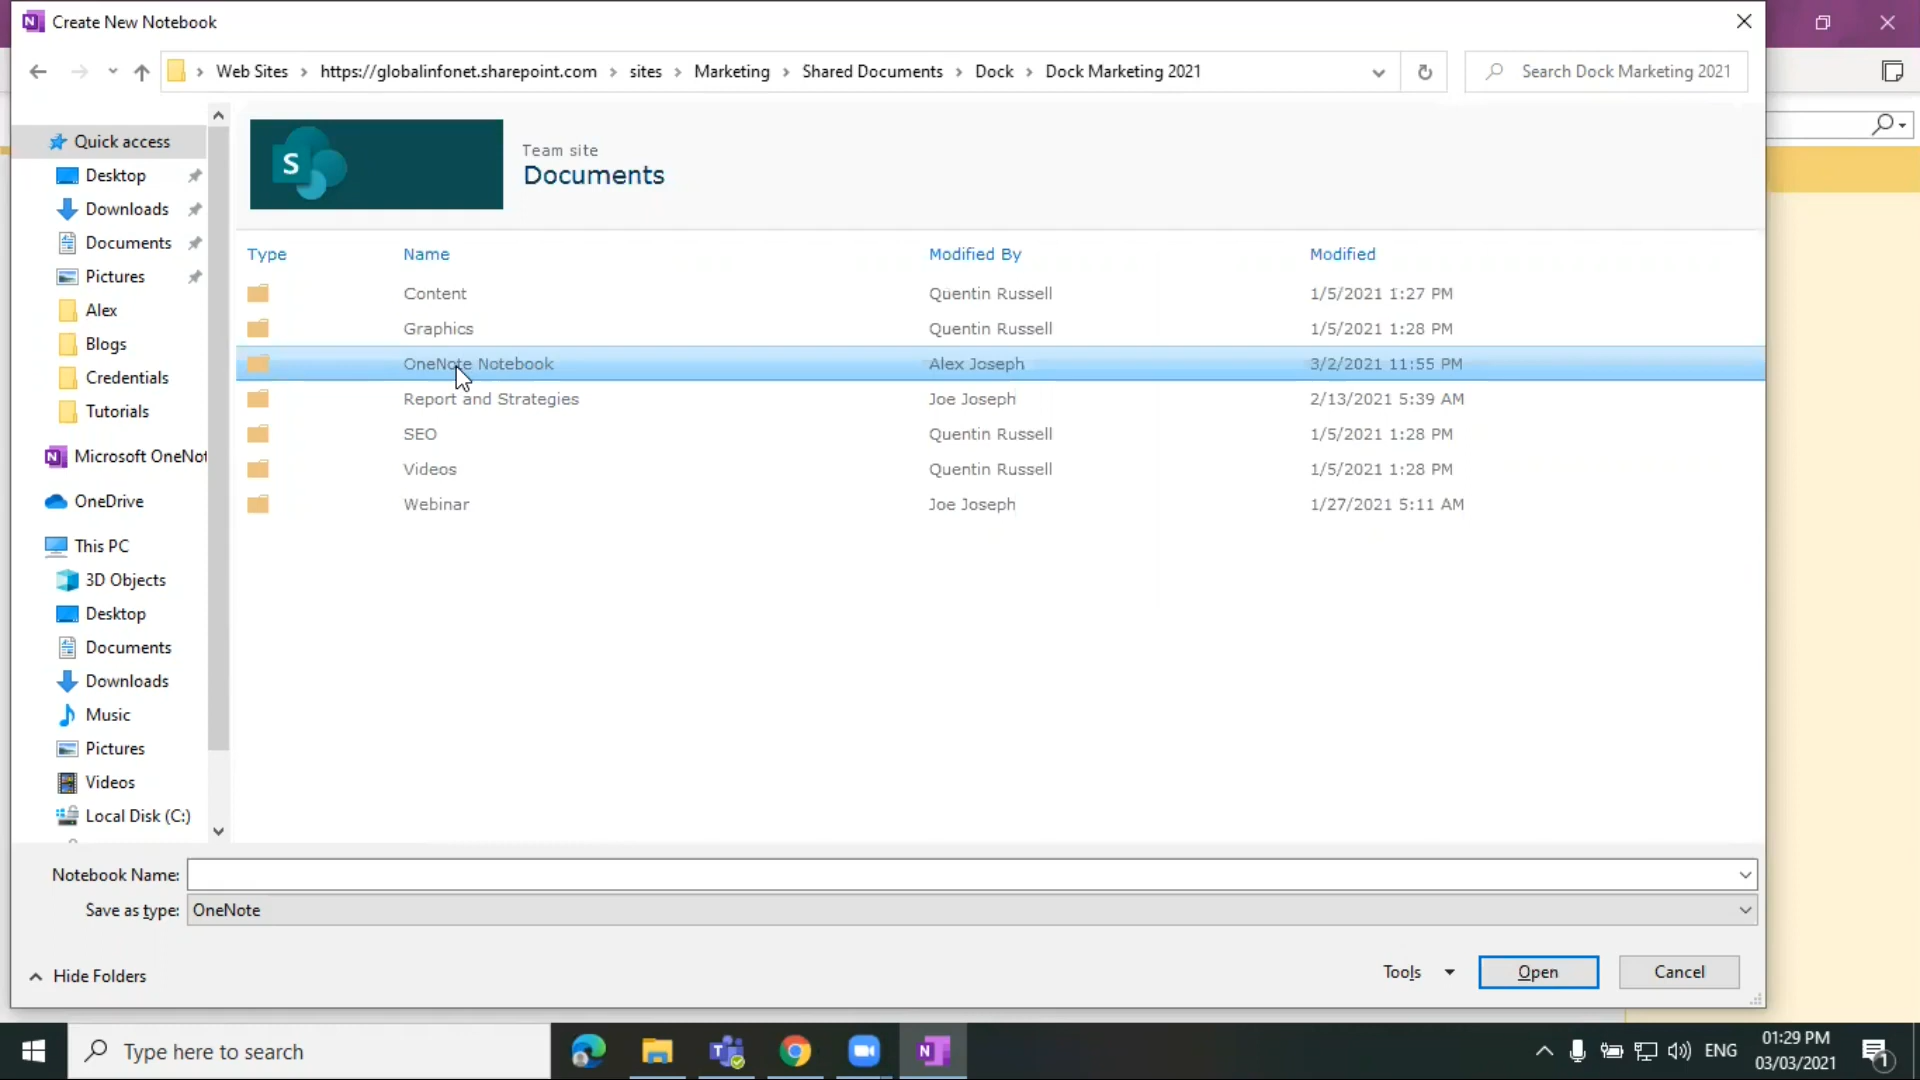 Create New Notebook
Web Sites https://globalinfonet.sharepoint.com sites Marketing Shared Documents Dock Dock Marketing 2021
Search Dock Marketing 2021
Quick access
Desktop
Downloads
Documents
Pictures
Alex
Blogs
Credentials
Tutorials
Microsoft OneNot
OneDrive
This PC
3D Objects
Desktop
Documents
Downloads
Music
Pictures
Videos
Local Disk (C:)
S
Team site
Documents
Type Name Modified By Modified
Content Quentin Russell 1/5/2021 1:27 PM
Graphics Quentin Russell 1/5/2021 1:28 PM
OneNote Notebook Alex Joseph 3/2/2021 11:55 PM
Report and Strategies Joe Joseph 2/13/2021 5:39 AM
SEO Quentin Russell 1/5/2021 1:28 PM
Videos Quentin Russell 1/5/2021 1:28 PM
Webinar Joe Joseph 1/27/2021 5:11 AM
Notebook Name:
Save as type: OneNote
Hide Folders
Tools Open Cancel
Type here to search
ENG
01:29 PM
03/03/2021
1